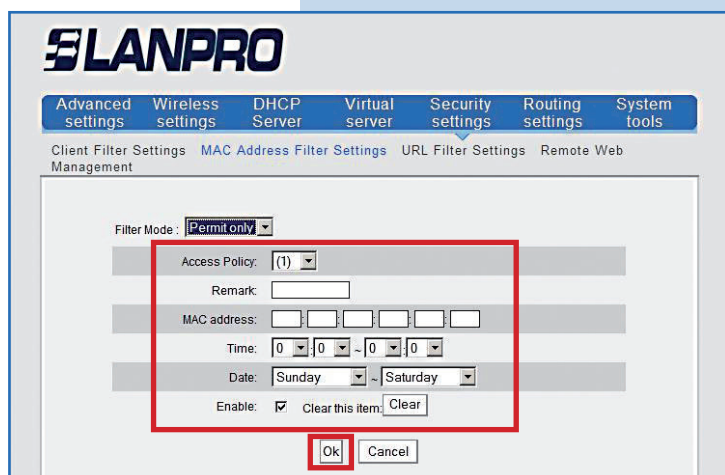 LANPRO
Advanced settings Wireless settings DHCP Server Virtual server Security settings Routing settings System tools
Client Filter Settings MAC Address Filter Settings URL Filter Settings Remote Web
Management
Filter Mode : Permit only
Access Policy: (1)
Remark:
MAC address: : : : : :
Time: 0 : 0 ~ 0 : 0
Date: Sunday ~ Saturday
Enable: Clear this item: Clear
Ok Cancel